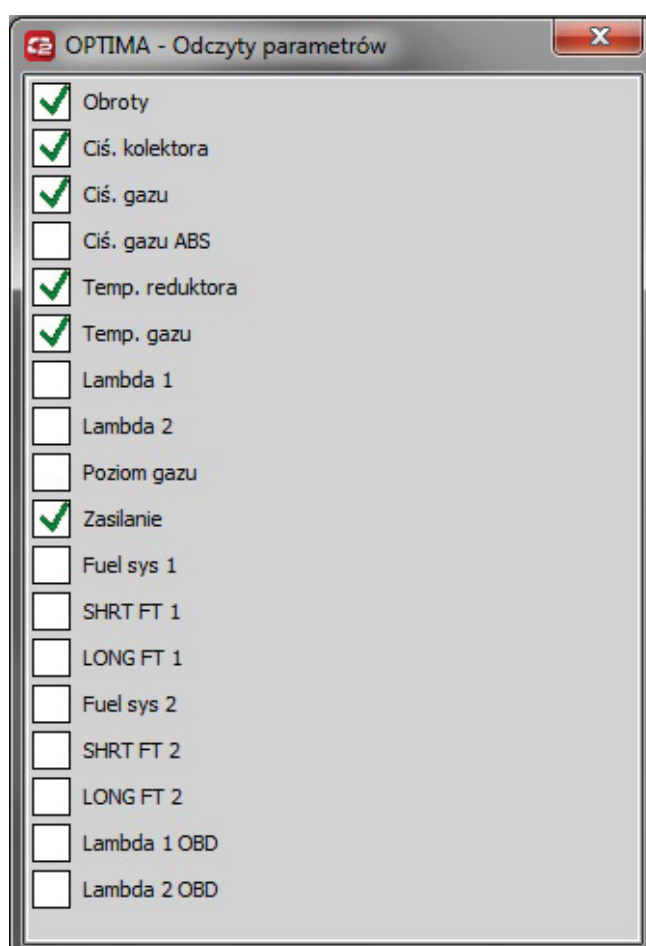 OPTIMA - Odczyty parametrów
Obroty
Ciś. kolektora
Ciś. gazu
Ciś. gazu ABS
Temp. reduktora
Temp. gazu
Lambda 1
Lambda 2
Poziom gazu
Zasilanie
Fuel sys 1
SHRT FT 1
LONG FT 1
Fuel sys 2
SHRT FT 2
LONG FT 2
Lambda 1 OBD
Lambda 2 OBD